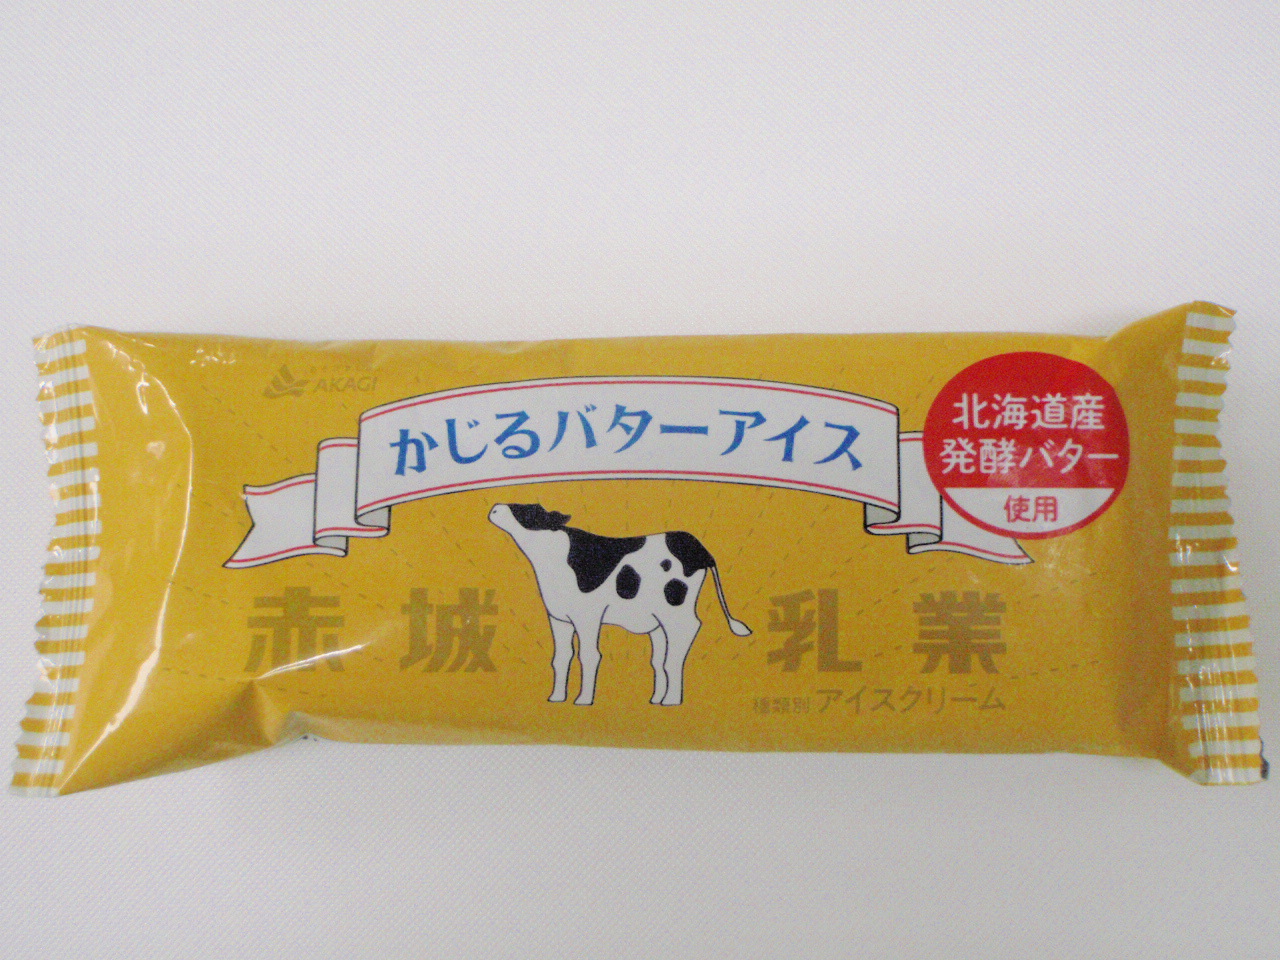 AKAGI
かじるバターアイス
北海道産
発酵バター
使用
赤城乳業
種類別 アイスクリーム